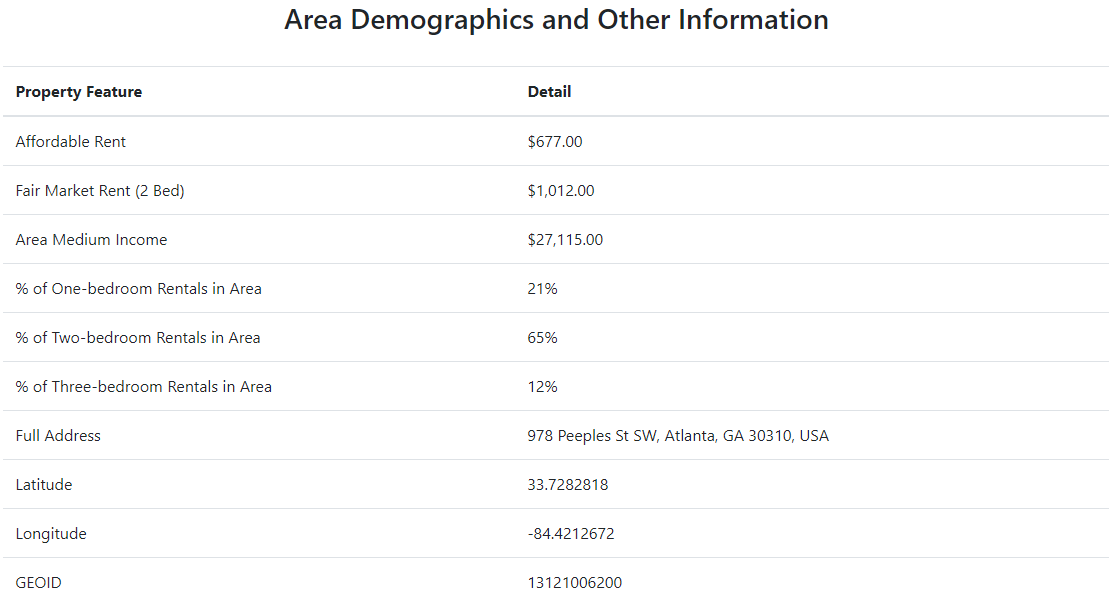 Area Demographics and Other Information
Property Feature Detail
Affordable Rent $677.00
Fair Market Rent (2 Bed) $1,012.00
Area Medium Income $27,115.00
% of One-bedroom Rentals in Area 21%
% of Two-bedroom Rentals in Area 65%
% of Three-bedroom Rentals in Area 12%
Full Address 978 Peeples St SW, Atlanta, GA 30310, USA
Latitude 33.7282818
Longitude -84.4212672
GEOID 13121006200